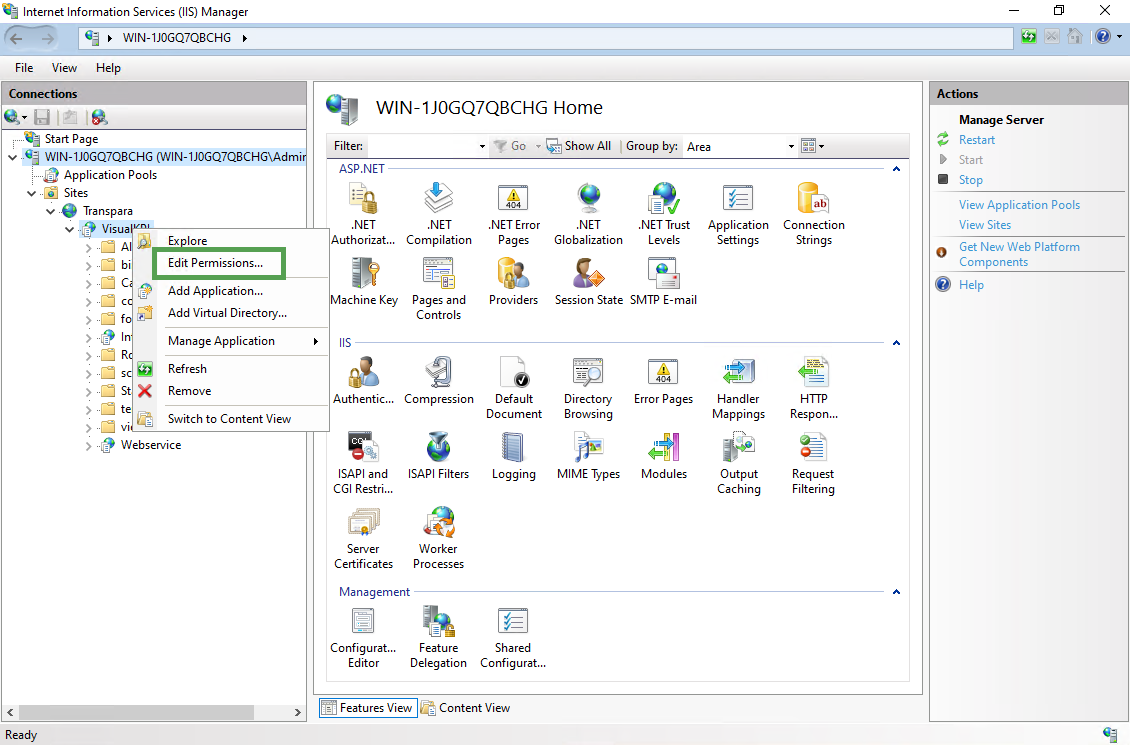 Internet Information Services (IIS) Manager
WIN-1J0GQ7QBCHG
File View Help
Connections
Start Page
WIN-1J0GQ7QBCHG (WIN-1J0GQ7QBCHG\Admir
Application Pools
Sites
Transpara
VisualKPI
Al
bi
Ca
co
fo
In
Ro
sc
St
te
vi
Webservice
Explore
Edit Permissions...
Add Application...
Add Virtual Directory...
Manage Application
Refresh
Remove
Switch to Content View
WIN-1J0GQ7QBCHG Home
Filter: Go Show All Group by: Area
ASP.NET
.NET Authorizat...
.NET Compilation
.NET Error Pages
.NET Globalization
.NET Trust Levels
Application Settings
Connection Strings
Machine Key
Pages and Controls
Providers
Session State
SMTP E-mail
IIS
Authentic...
Compression
Default Document
Directory Browsing
Error Pages
Handler Mappings
HTTP Respon...
ISAPI and CGI Restri...
ISAPI Filters
Logging
MIME Types
Modules
Output Caching
Request Filtering
Server Certificates
Worker Processes
Management
Configurat... Editor
Feature Delegation
Shared Configurat...
Features View Content View
Actions
Manage Server
Restart
Start
Stop
View Application Pools
View Sites
Get New Web Platform
Components
Help
Ready